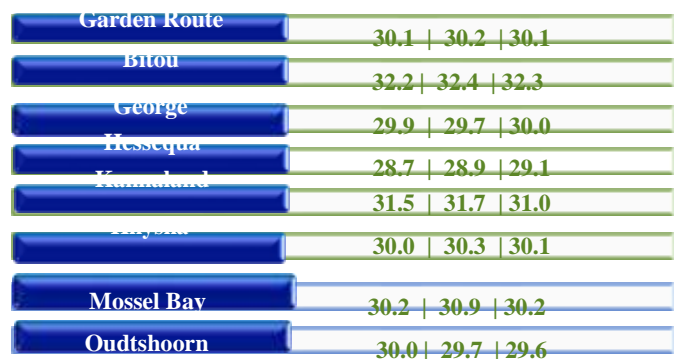 Garden Route 30.1 | 30.2 | 30.1
Bitou 32.2 | 32.4 | 32.3
George 29.9 | 29.7 | 30.0
Hessequa 28.7 | 28.9 | 29.1
Kannaland 31.5 | 31.7 | 31.0
Knysna 30.0 | 30.3 | 30.1
Mossel Bay 30.2 | 30.9 | 30.2
Oudtshoorn 30.0 | 29.7 | 29.6